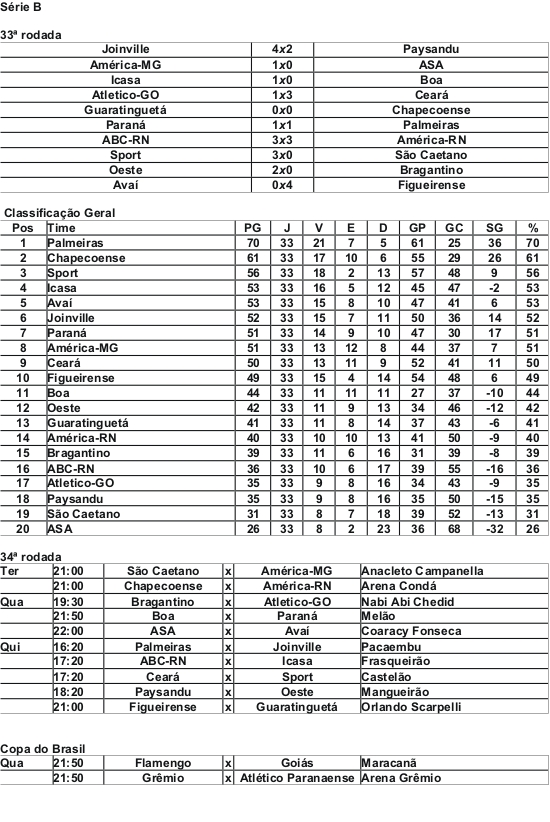 Série B
33ª rodada
Joinville 4x2 Paysandu
América-MG 1x0 ASA
Icasa 1x0 Boa
Atletico-GO 1x3 Ceará
Guaratinguetá 0x0 Chapecoense
Paraná 1x1 Palmeiras
ABC-RN 3x3 América-RN
Sport 3x0 São Caetano
Oeste 2x0 Bragantino
Avaí 0x4 Figueirense
Classificação Geral
Pos Time PG J V E D GP GC SG %
1 Palmeiras 70 33 21 7 5 61 25 36 70
2 Chapecoense 61 33 17 10 6 55 29 26 61
3 Sport 56 33 18 2 13 57 48 9 56
4 Icasa 53 33 16 5 12 45 47 -2 53
5 Avaí 53 33 15 8 10 47 41 6 53
6 Joinville 52 33 15 7 11 50 36 14 52
7 Paraná 51 33 14 9 10 47 30 17 51
8 América-MG 51 33 13 12 8 44 37 7 51
9 Ceará 50 33 13 11 9 52 41 11 50
10 Figueirense 49 33 15 4 14 54 48 6 49
11 Boa 44 33 11 11 11 27 37 -10 44
12 Oeste 42 33 11 9 13 34 46 -12 42
13 Guaratinguetá 41 33 11 8 14 37 43 -6 41
14 América-RN 40 33 10 10 13 41 50 -9 40
15 Bragantino 39 33 11 6 16 31 39 -8 39
16 ABC-RN 36 33 10 6 17 39 55 -16 36
17 Atletico-GO 35 33 9 8 16 34 43 -9 35
18 Paysandu 35 33 9 8 16 35 50 -15 35
19 São Caetano 31 33 8 7 18 39 52 -13 31
20 ASA 26 33 8 2 23 36 68 -32 26
34ª rodada
Ter 21:00 São Caetano x América-MG Anacleto Campanella
21:00 Chapecoense x América-RN Arena Condá
Qua 19:30 Bragantino x Atletico-GO Nabi Abi Chedid
21:50 Boa x Paraná Melão
22:00 ASA x Avaí Coaracy Fonseca
Qui 16:20 Palmeiras x Joinville Pacaembu
17:20 ABC-RN x Icasa Frasqueirão
17:20 Ceará x Sport Castelão
18:20 Paysandu x Oeste Mangueirão
21:00 Figueirense x Guaratinguetá Orlando Scarpelli
Copa do Brasil
Qua 21:50 Flamengo x Goiás Maracanã
21:50 Grêmio x Atlético Paranaense Arena Grêmio